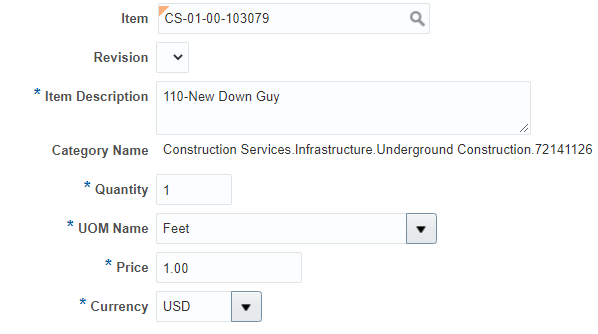 Item CS-01-00-103079
Revision
* Item Description 110-New Down Guy
Category Name Construction Services.Infrastructure.Underground Construction.72141126
* Quantity 1
* UOM Name Feet
* Price 1.00
* Currency USD